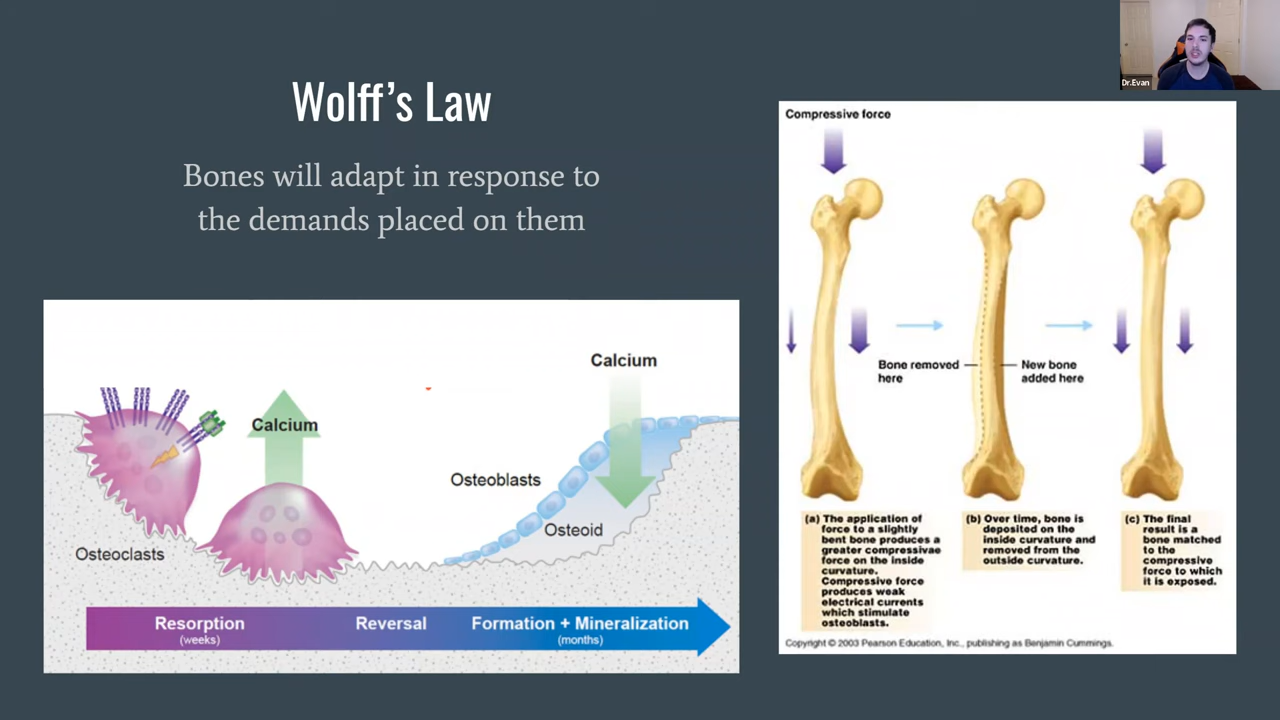 Dr.Evan
Wolff's Law
Bones will adapt in response to
the demands placed on them
Calcium
Calcium
Osteoblasts
Osteoid
Osteoclasts
Resorption
(weeks)
Reversal
Formation + Mineralization
(months)
Compressive force
Bone removed
here
New bone
added here
(a) The application of
force to a slightly
bent bone produces a
greater compressivae
force on the inside
curvature.
Compressive force
produces weak
electrical currents
which stimulate
osteoblasts.
(b) Over time, bone is
deposited on the
inside curvature and
removed from the
outside curvature.
(c) The final
result is a
bone matched
to the
compressive
force to which
it is exposed.
Copyright © 2003 Pearson Education, Inc., publishing as Benjamin Cummings.